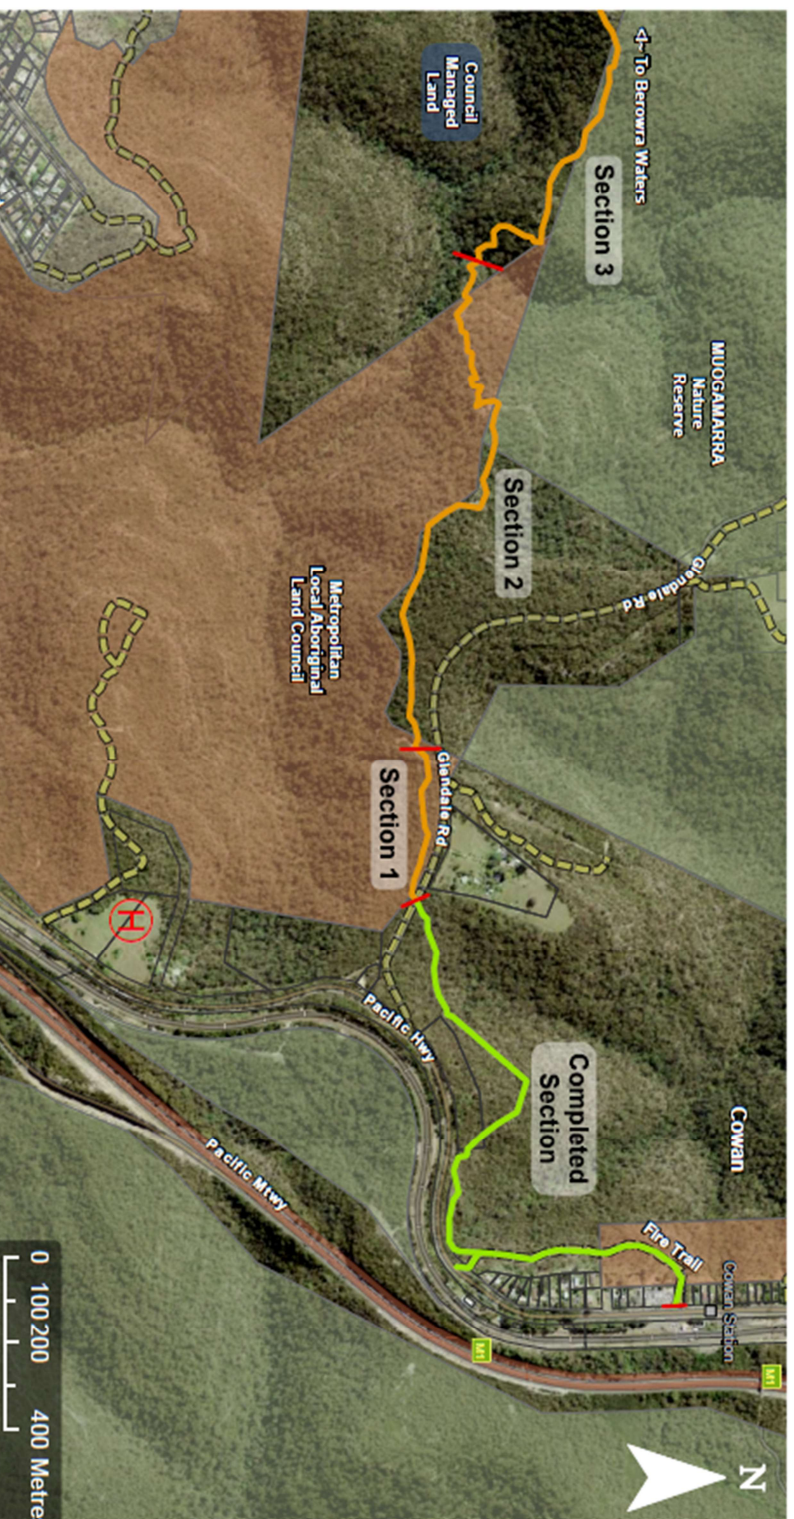 To Berowra Waters
Section 3
Council
Managed
Land
MUOGAMARRA
Nature
Reserve
Section 2
Glendale Rd
Metropolitan
Local Aboriginal
Land Council
Glendale Rd
Section 1
H
Pacific Hwy
Completed
Section
Cowan
Pacific Mtwy
Fire Trail
Cowan Station
M1
M1
N
0 100 200 400 Metre